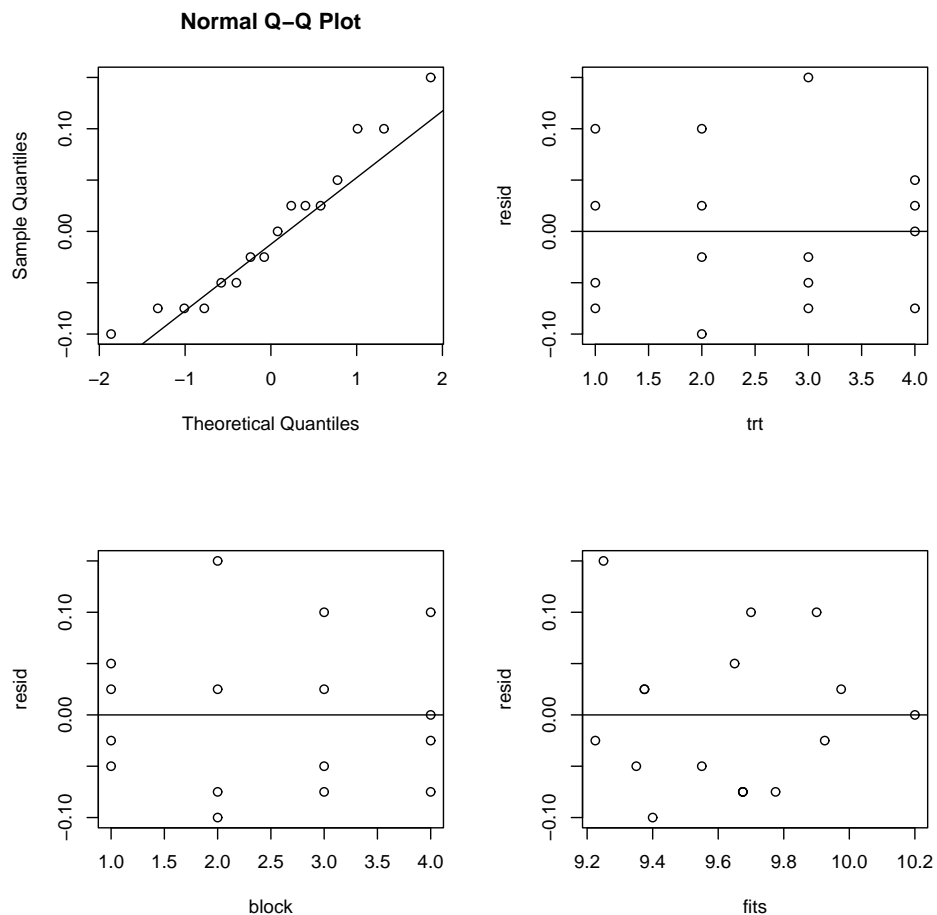 Normal Q−Q Plot
Sample Quantiles
−0.10 0.00 0.10
−2 −1 0 1 2
Theoretical Quantiles
resid
−0.10 0.00 0.10
1.0 1.5 2.0 2.5 3.0 3.5 4.0
trt
resid
−0.10 0.00 0.10
1.0 1.5 2.0 2.5 3.0 3.5 4.0
block
resid
−0.10 0.00 0.10
9.2 9.4 9.6 9.8 10.0 10.2
fits